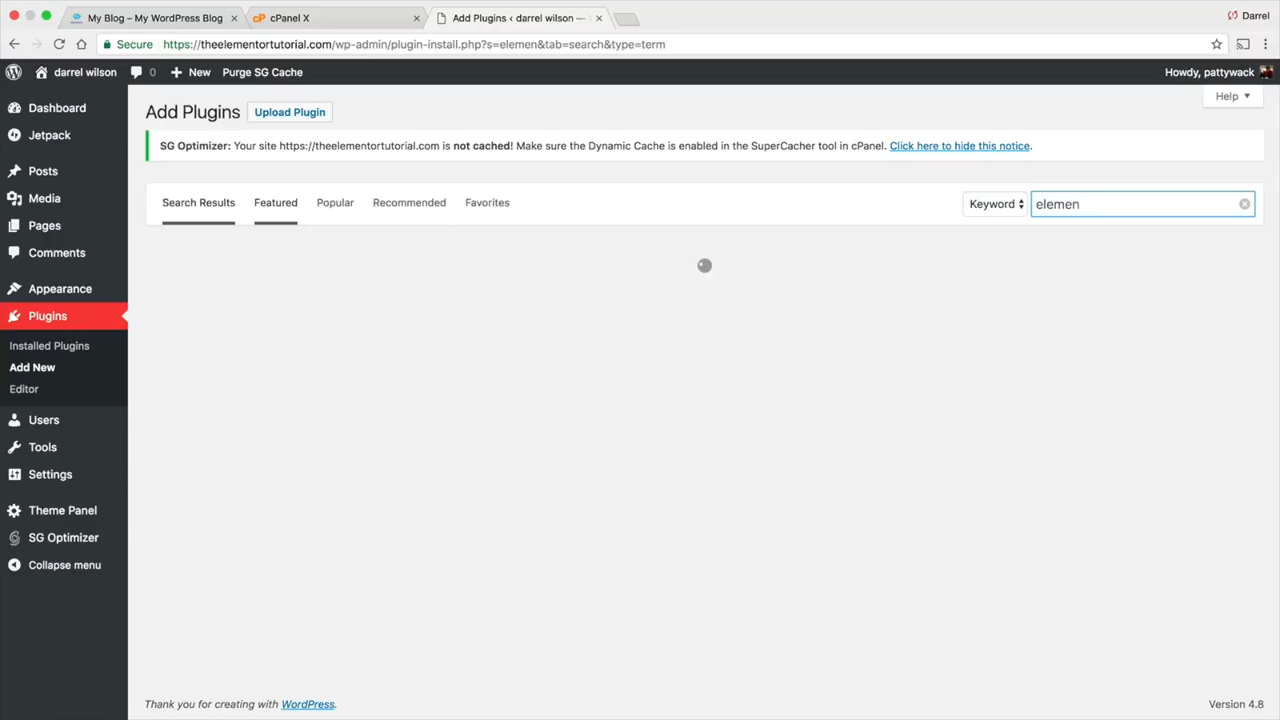 My Blog – My WordPress Blog
cPanel X
Add Plugins ‹ darrel wilson —
Darrel
Secure
https://theelementortutorial.com/wp-admin/plugin-install.php?s=elemen&tab=search&type=term
darrel wilson
0
New
Purge SG Cache
Howdy, pattywack
Dashboard
Jetpack
Posts
Media
Pages
Comments
Appearance
Plugins
Installed Plugins
Add New
Editor
Users
Tools
Settings
Theme Panel
SG Optimizer
Collapse menu
Add Plugins
Upload Plugin
Help
SG Optimizer: Your site https://theelementortutorial.com is not cached! Make sure the Dynamic Cache is enabled in the SuperCacher tool in cPanel. Click here to hide this notice.
Search Results
Featured
Popular
Recommended
Favorites
Keyword
elemen
Thank you for creating with WordPress.
Version 4.8